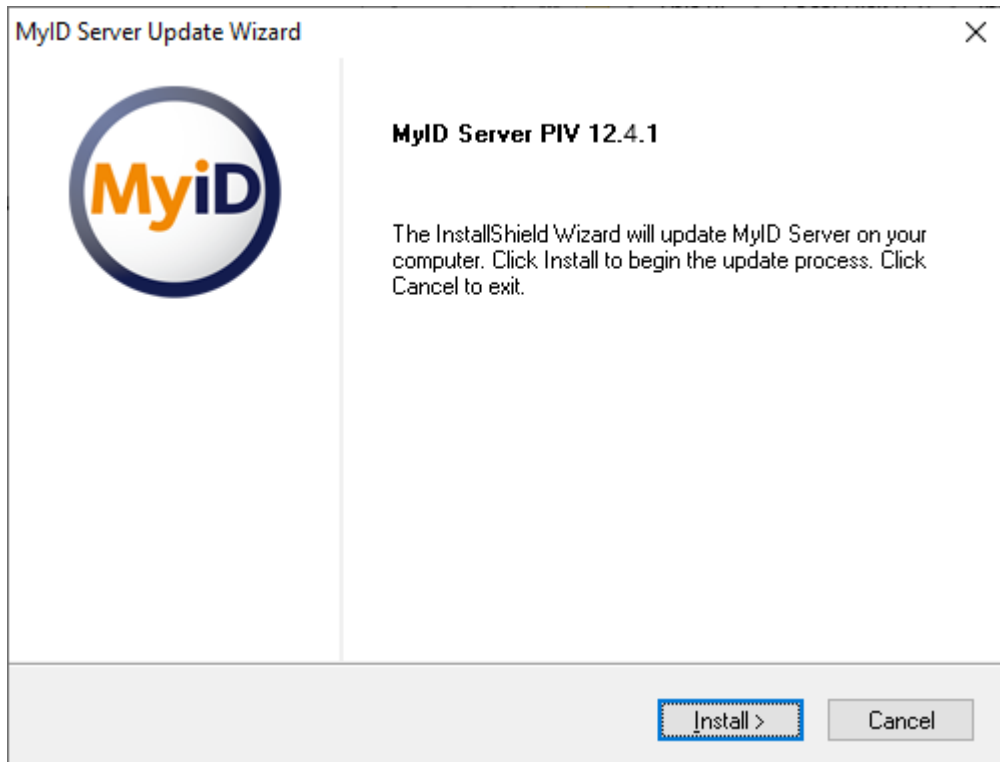 MyID Server Update Wizard
MyiD
MyID Server PIV 12.4.1
The InstallShield Wizard will update MyID Server on your
computer. Click Install to begin the update process. Click
Cancel to exit.
Install >
Cancel